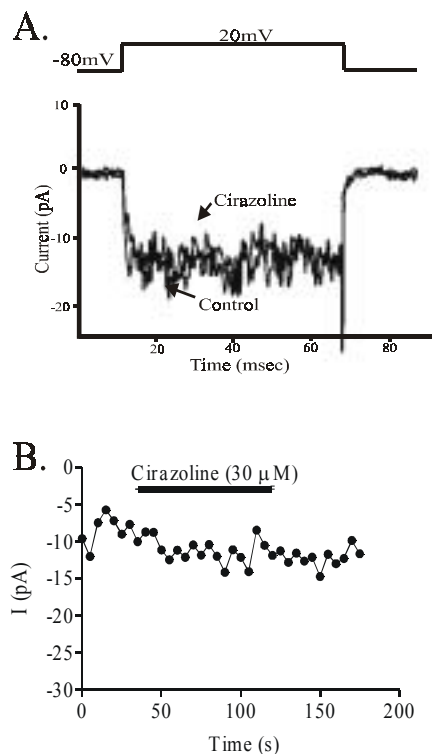 A.
20mV
-80mV
10
0
-10
-20
Current (pA)
Cirazoline
Control
20 40 60 80
Time (msec)
B.
Cirazoline (30 μM)
0
-5
-10
-15
-20
-25
-30
I (pA)
0 50 100 150 200
Time (s)